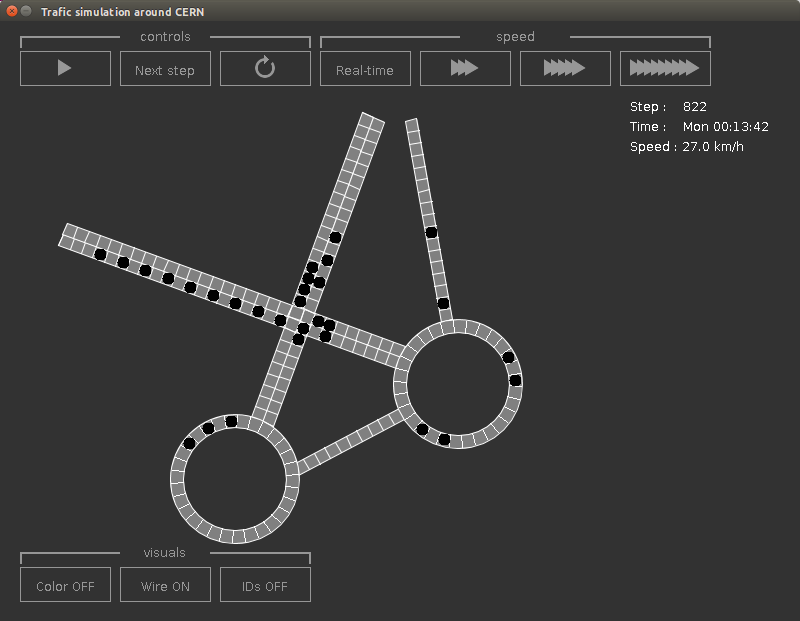 Trafic simulation around CERN
controls
speed
Next step
Real-time
Step : 822
Time : Mon 00:13:42
Speed : 27.0 km/h
visuals
Color OFF
Wire ON
IDs OFF